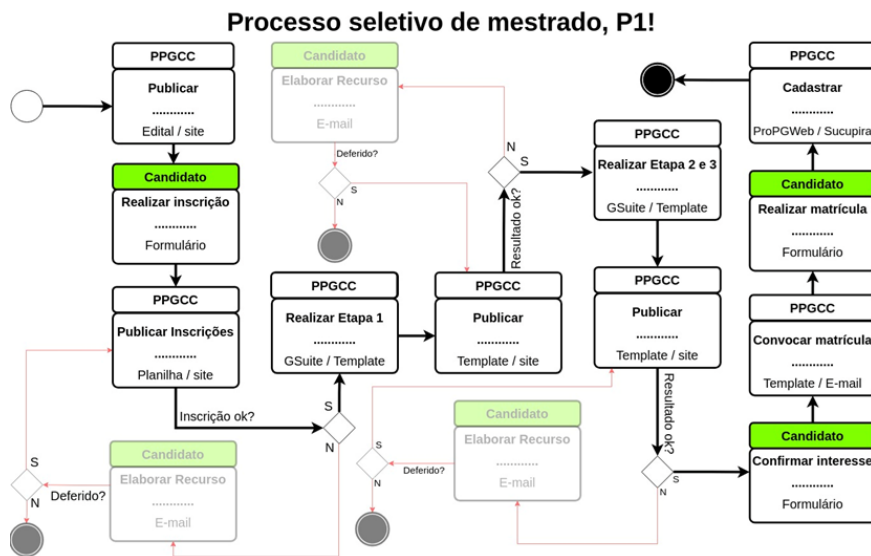 Processo seletivo de mestrado, P1!
PPGCC
Publicar
............
Edital / site
Candidato
Realizar inscrição
............
Formulário
PPGCC
Publicar Inscrições
............
Planilha / site
Inscrição ok?
S
N
Candidato
Elaborar Recurso
............
E-mail
Deferido?
S
N
PPGCC
Realizar Etapa 1
............
GSuite / Template
PPGCC
Publicar
............
Template / site
Resultado ok?
N
S
Candidato
Elaborar Recurso
............
E-mail
Deferido?
S
N
PPGCC
Realizar Etapa 2 e 3
............
GSuite / Template
PPGCC
Publicar
............
Template / site
Resultado ok?
S
N
Candidato
Elaborar Recurso
............
E-mail
Deferido?
S
N
Candidato
Confirmar interesse
............
Formulário
PPGCC
Convocar matrícula
............
Template / E-mail
Candidato
Realizar matrícula
............
Formulário
PPGCC
Cadastrar
............
ProPGWeb / Sucupira